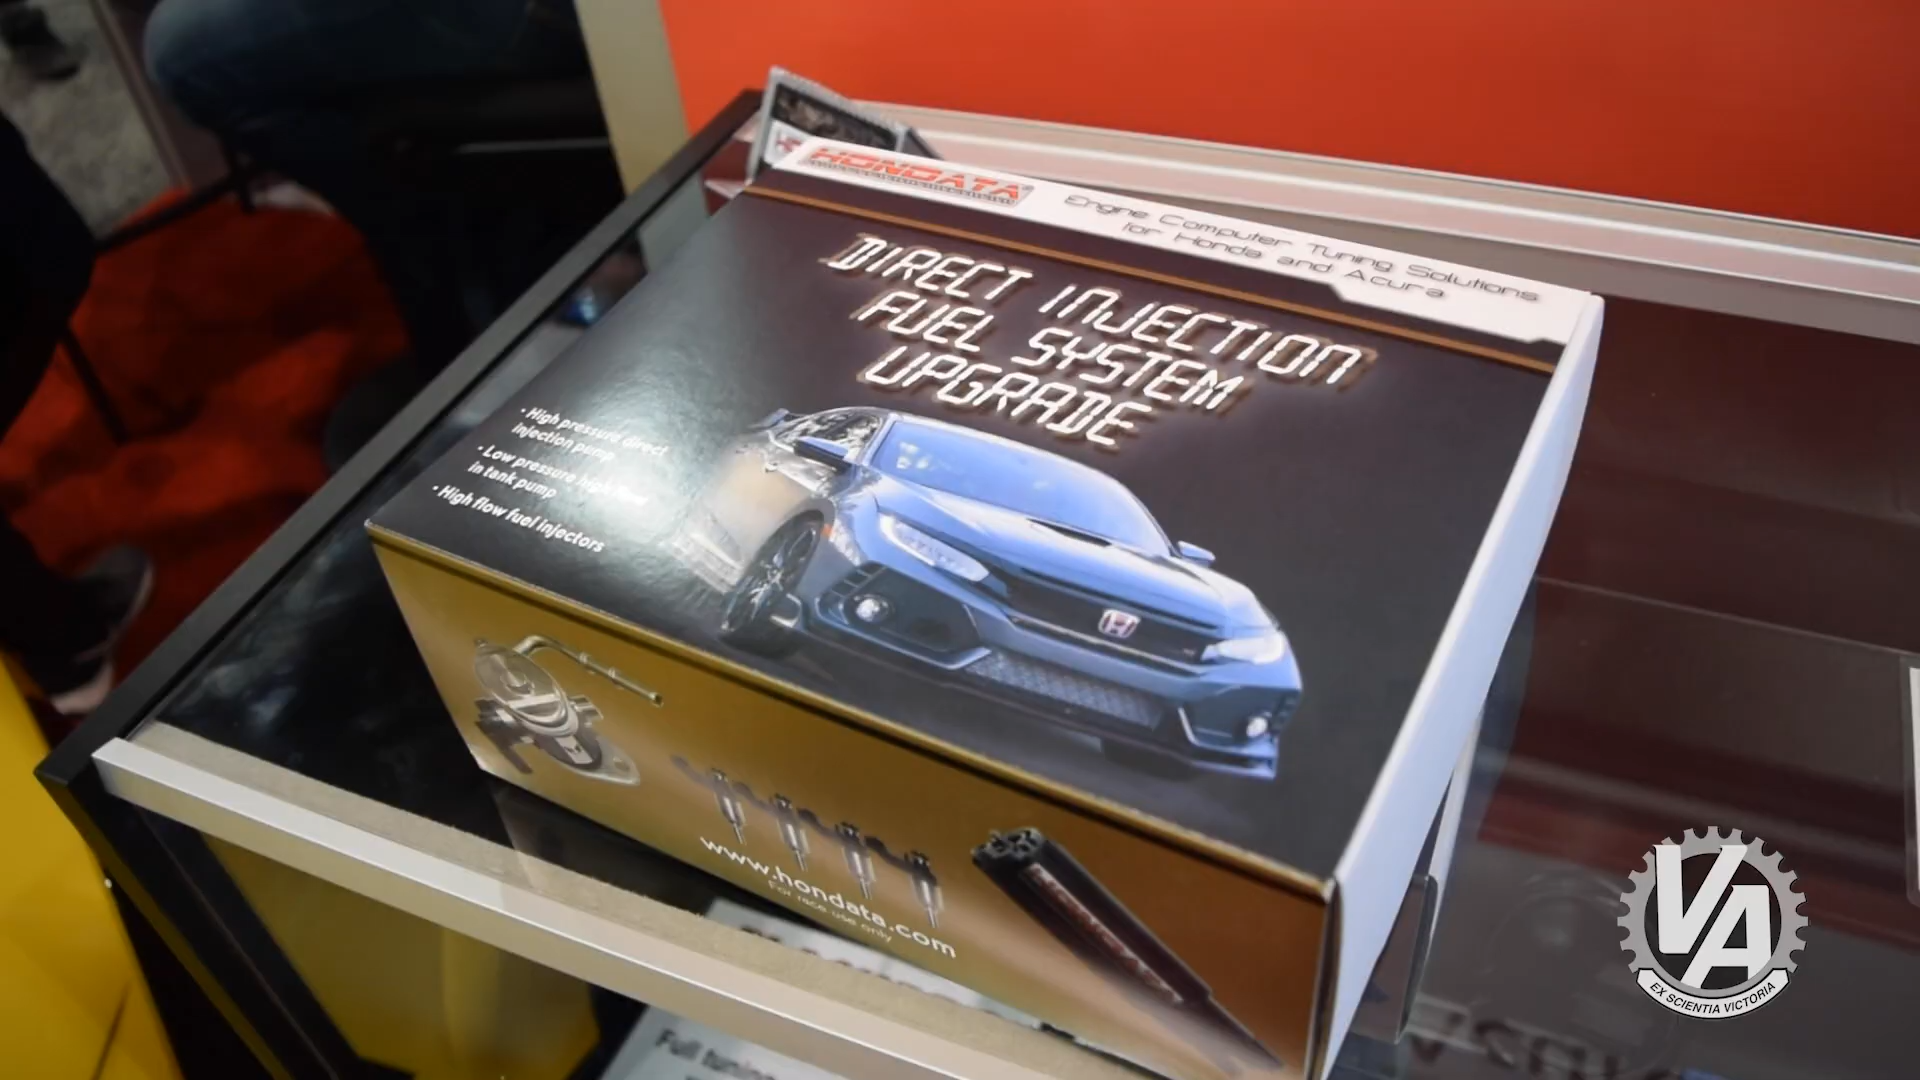 HONDATA
Engine Computer Tuning Solutions
for Honda and Acura
DIRECT INJECTION
FUEL SYSTEM
UPGRADE
• High pressure direct
injection pump
• Low pressure high
in tank pump
• High flow fuel injectors
www.hondata.com
For race use only
Full tuning
VA
EX SCIENTIA VICTORIA